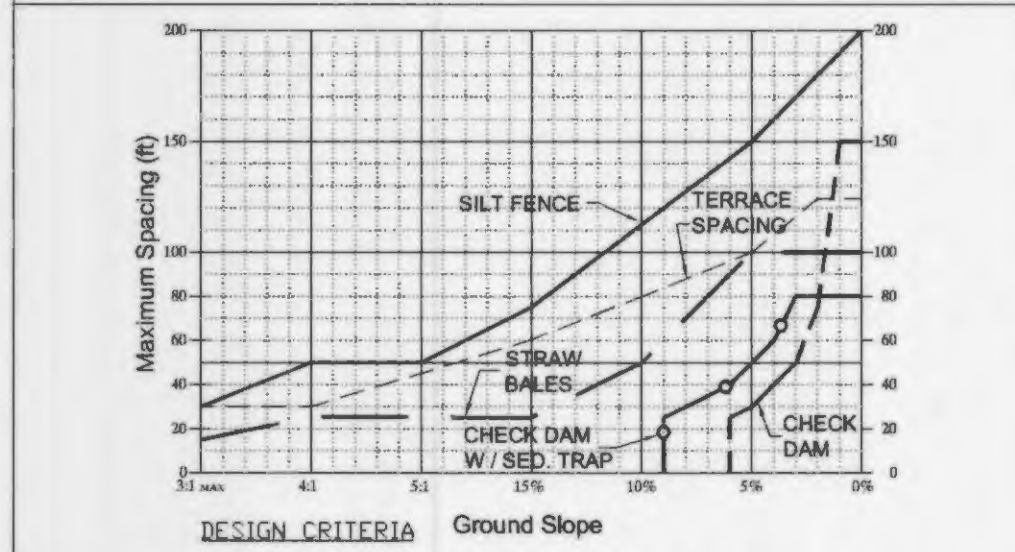 200
150
100
80
60
40
20
0
Maximum Spacing (ft)
SILT FENCE
TERRACE
SPACING
STRAW
BALES
CHECK DAM
W / SED. TRAP
CHECK
DAM
200
150
100
80
60
40
20
0
3:1 MAX 4:1 5:1 15% 10% 5% 0%
DESIGN CRITERIA Ground Slope